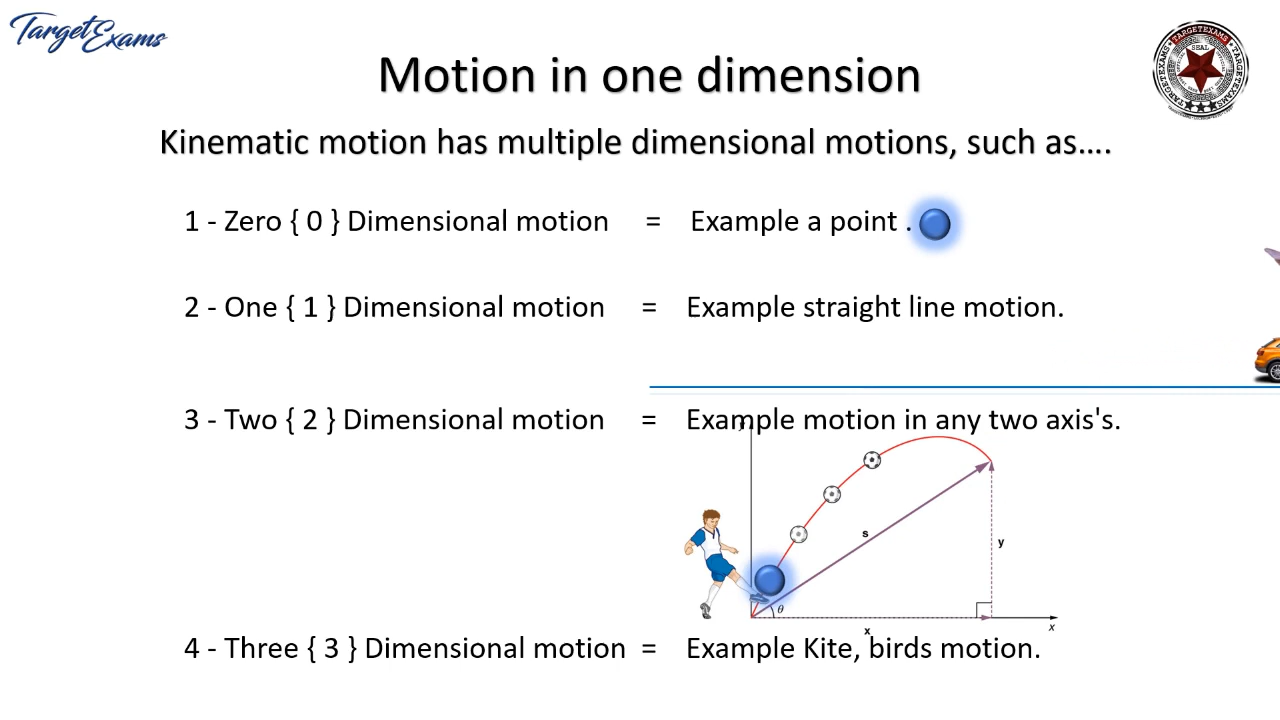 TargetExams
TARGETEXAMS
SEAL
Motion in one dimension
Kinematic motion has multiple dimensional motions, such as….
1 - Zero { 0 } Dimensional motion = Example a point .
2 - One { 1 } Dimensional motion = Example straight line motion.
3 - Two { 2 } Dimensional motion = Example motion in any two axis's.
y
s
y
θ
x
x
4 - Three { 3 } Dimensional motion = Example Kite, birds motion.